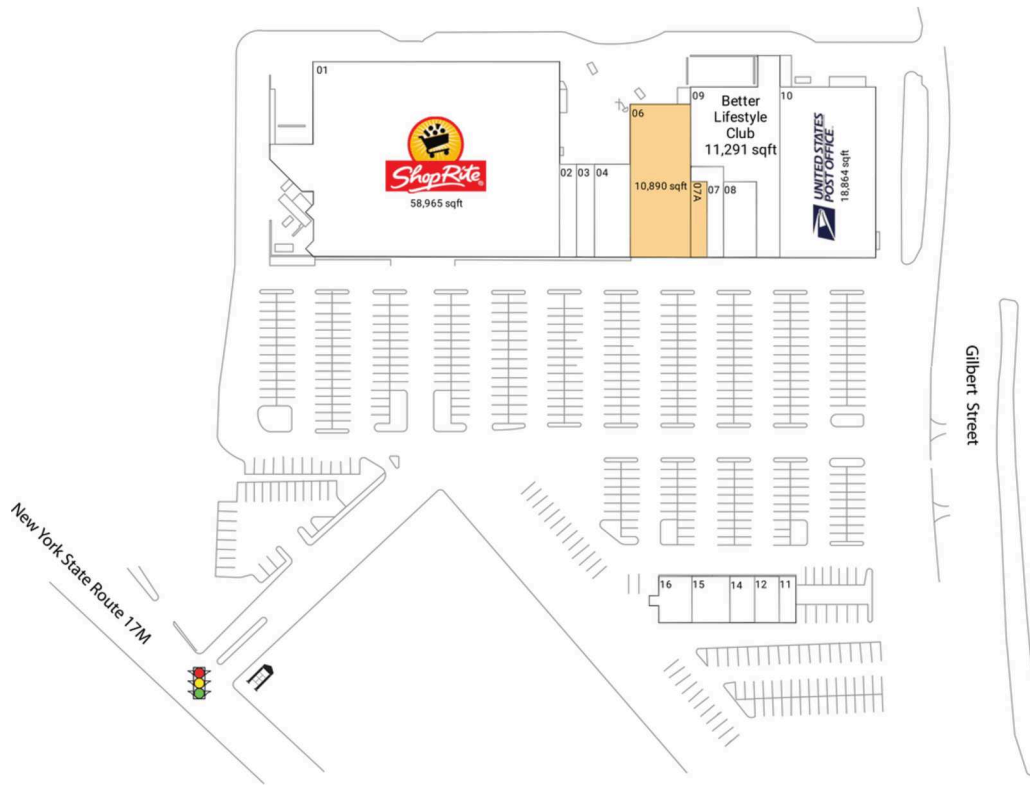 01
ShopRite
58,965 sqft
02
03
04
06
10,890 sqft
07A
07
08
09
Better
Lifestyle
Club
11,291 sqft
10
UNITED STATES
POST OFFICE.
18,864 sqft
Gilbert Street
New York State Route 17M
16
15
14
12
11